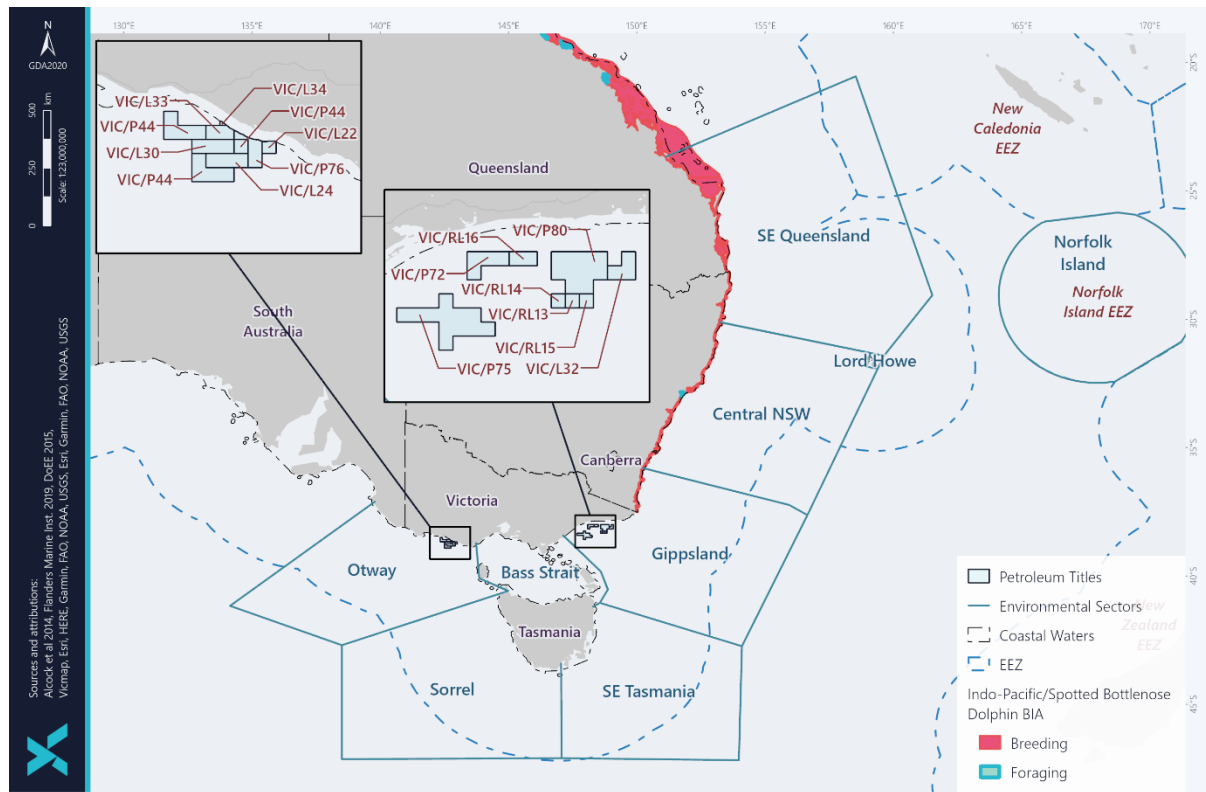 130°E
135°E
140°E
145°E
150°E
155°E
160°E
165°E
170°E
N
GDA2020
500
250
0
km
Scale: 1:23,000,000
Sources and attributions:
Alcock et al 2014, Flanders Marine Inst. 2019, DoEE 2015,
Vicmap, Esri, HERE, Garmin, FAO, NOAA, USGS, Esri, Garmin, FAO, NOAA, USGS
VIC/L34
VIC/L33
VIC/P44
VIC/P44
VIC/L22
VIC/L30
VIC/P76
VIC/P44
VIC/L24
VIC/P80
VIC/RL16
VIC/P72
VIC/RL14
VIC/RL13
VIC/RL15
VIC/P75
VIC/L32
Queensland
South
Australia
Canberra
Victoria
Tasmania
New
Caledonia
EEZ
SE Queensland
Norfolk
Island
Norfolk
Island EEZ
Lord Howe
Central NSW
Gippsland
Otway
Bass Strait
Sorrel
SE Tasmania
New
Zealand
EEZ
20°S
25°S
30°S
35°S
40°S
45°S
Petroleum Titles
Environmental Sectors
Coastal Waters
EEZ
Indo-Pacific/Spotted Bottlenose
Dolphin BIA
Breeding
Foraging